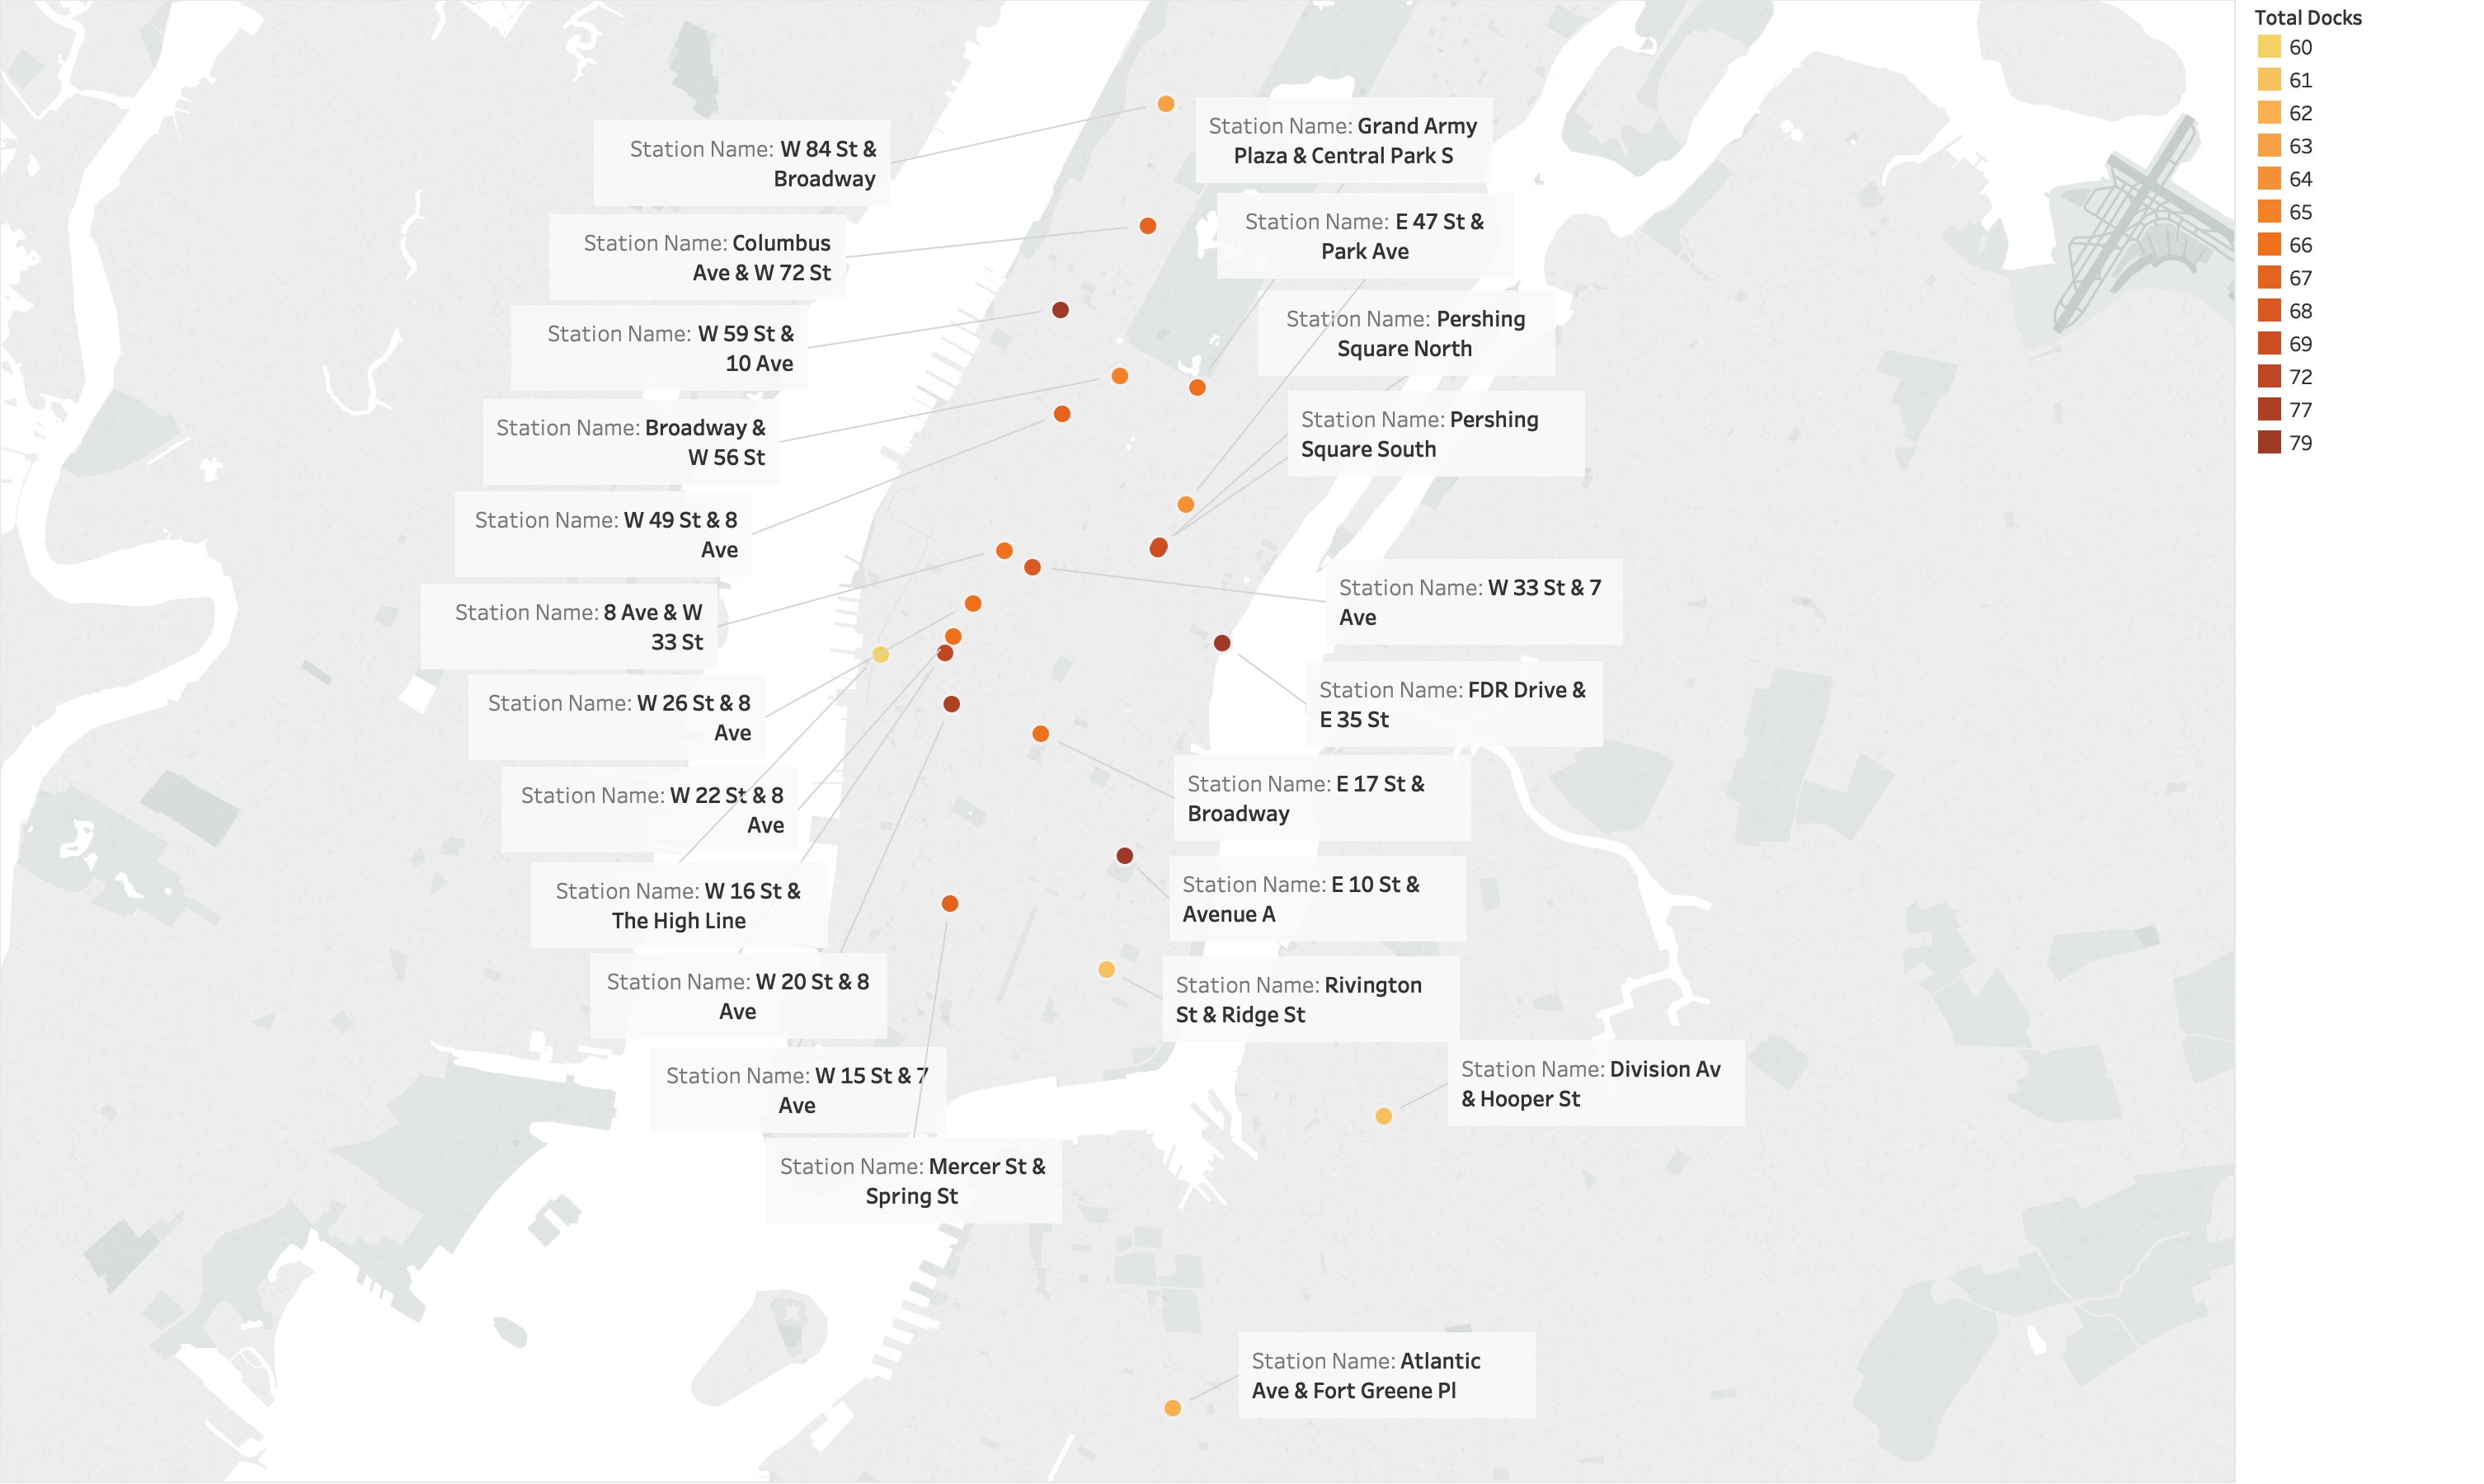 Station Name: W 84 St &
Broadway
Station Name: Columbus
Ave & W 72 St
Station Name: W 59 St &
10 Ave
Station Name: Broadway &
W 56 St
Station Name: W 49 St & 8
Ave
Station Name: 8 Ave & W
33 St
Station Name: W 26 St & 8
Ave
Station Name: W 22 St & 8
Ave
Station Name: W 16 St &
The High Line
Station Name: W 20 St & 8
Ave
Station Name: W 15 St & 7
Ave
Station Name: Mercer St &
Spring St
Station Name: Grand Army
Plaza & Central Park S
Station Name: E 47 St &
Park Ave
Station Name: Pershing
Square North
Station Name: Pershing
Square South
Station Name: W 33 St & 7
Ave
Station Name: FDR Drive &
E 35 St
Station Name: E 17 St &
Broadway
Station Name: E 10 St &
Avenue A
Station Name: Rivington
St & Ridge St
Station Name: Division Av
& Hooper St
Station Name: Atlantic
Ave & Fort Greene Pl
Total Docks
60
61
62
63
64
65
66
67
68
69
72
77
79